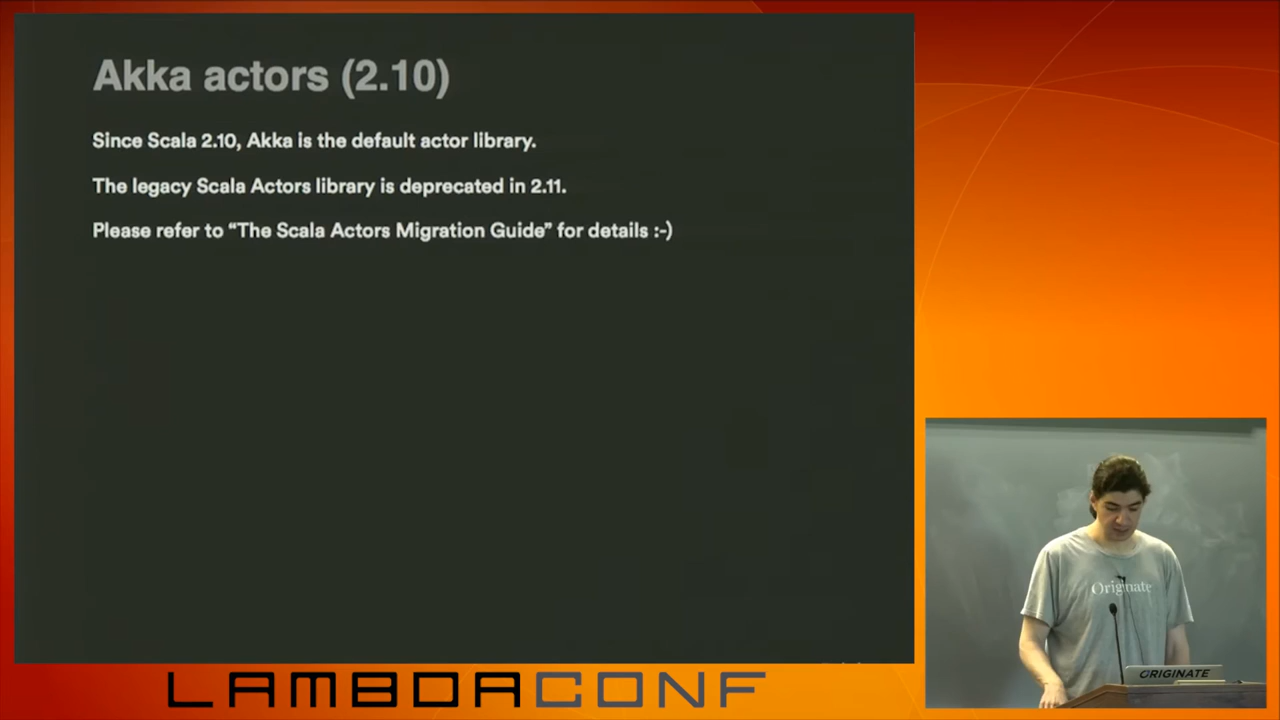 Akka actors (2.10)
Since Scala 2.10, Akka is the default actor library.
The legacy Scala Actors library is deprecated in 2.11.
Please refer to “The Scala Actors Migration Guide” for details :-)
Originate
ORIGINATE
LAMBDACONF